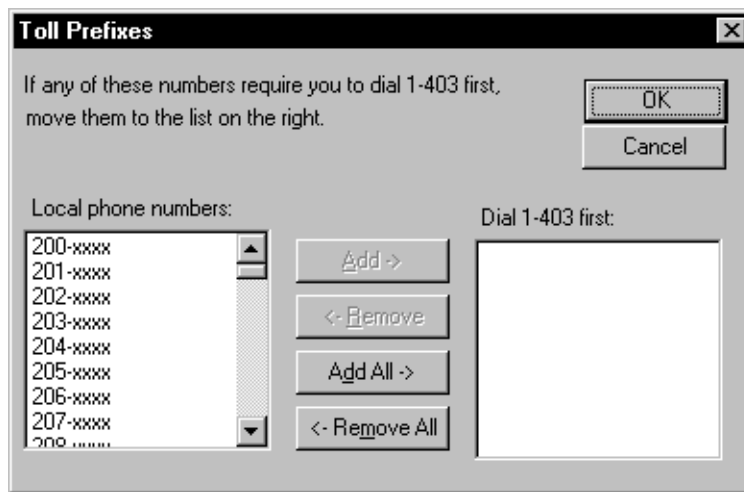 Toll Prefixes
If any of these numbers require you to dial 1-403 first,
move them to the list on the right.
OK
Cancel
Local phone numbers:
200-xxxx
201-xxxx
202-xxxx
203-xxxx
204-xxxx
205-xxxx
206-xxxx
207-xxxx
Add ->
<- Remove
Add All ->
<- Remove All
Dial 1-403 first: